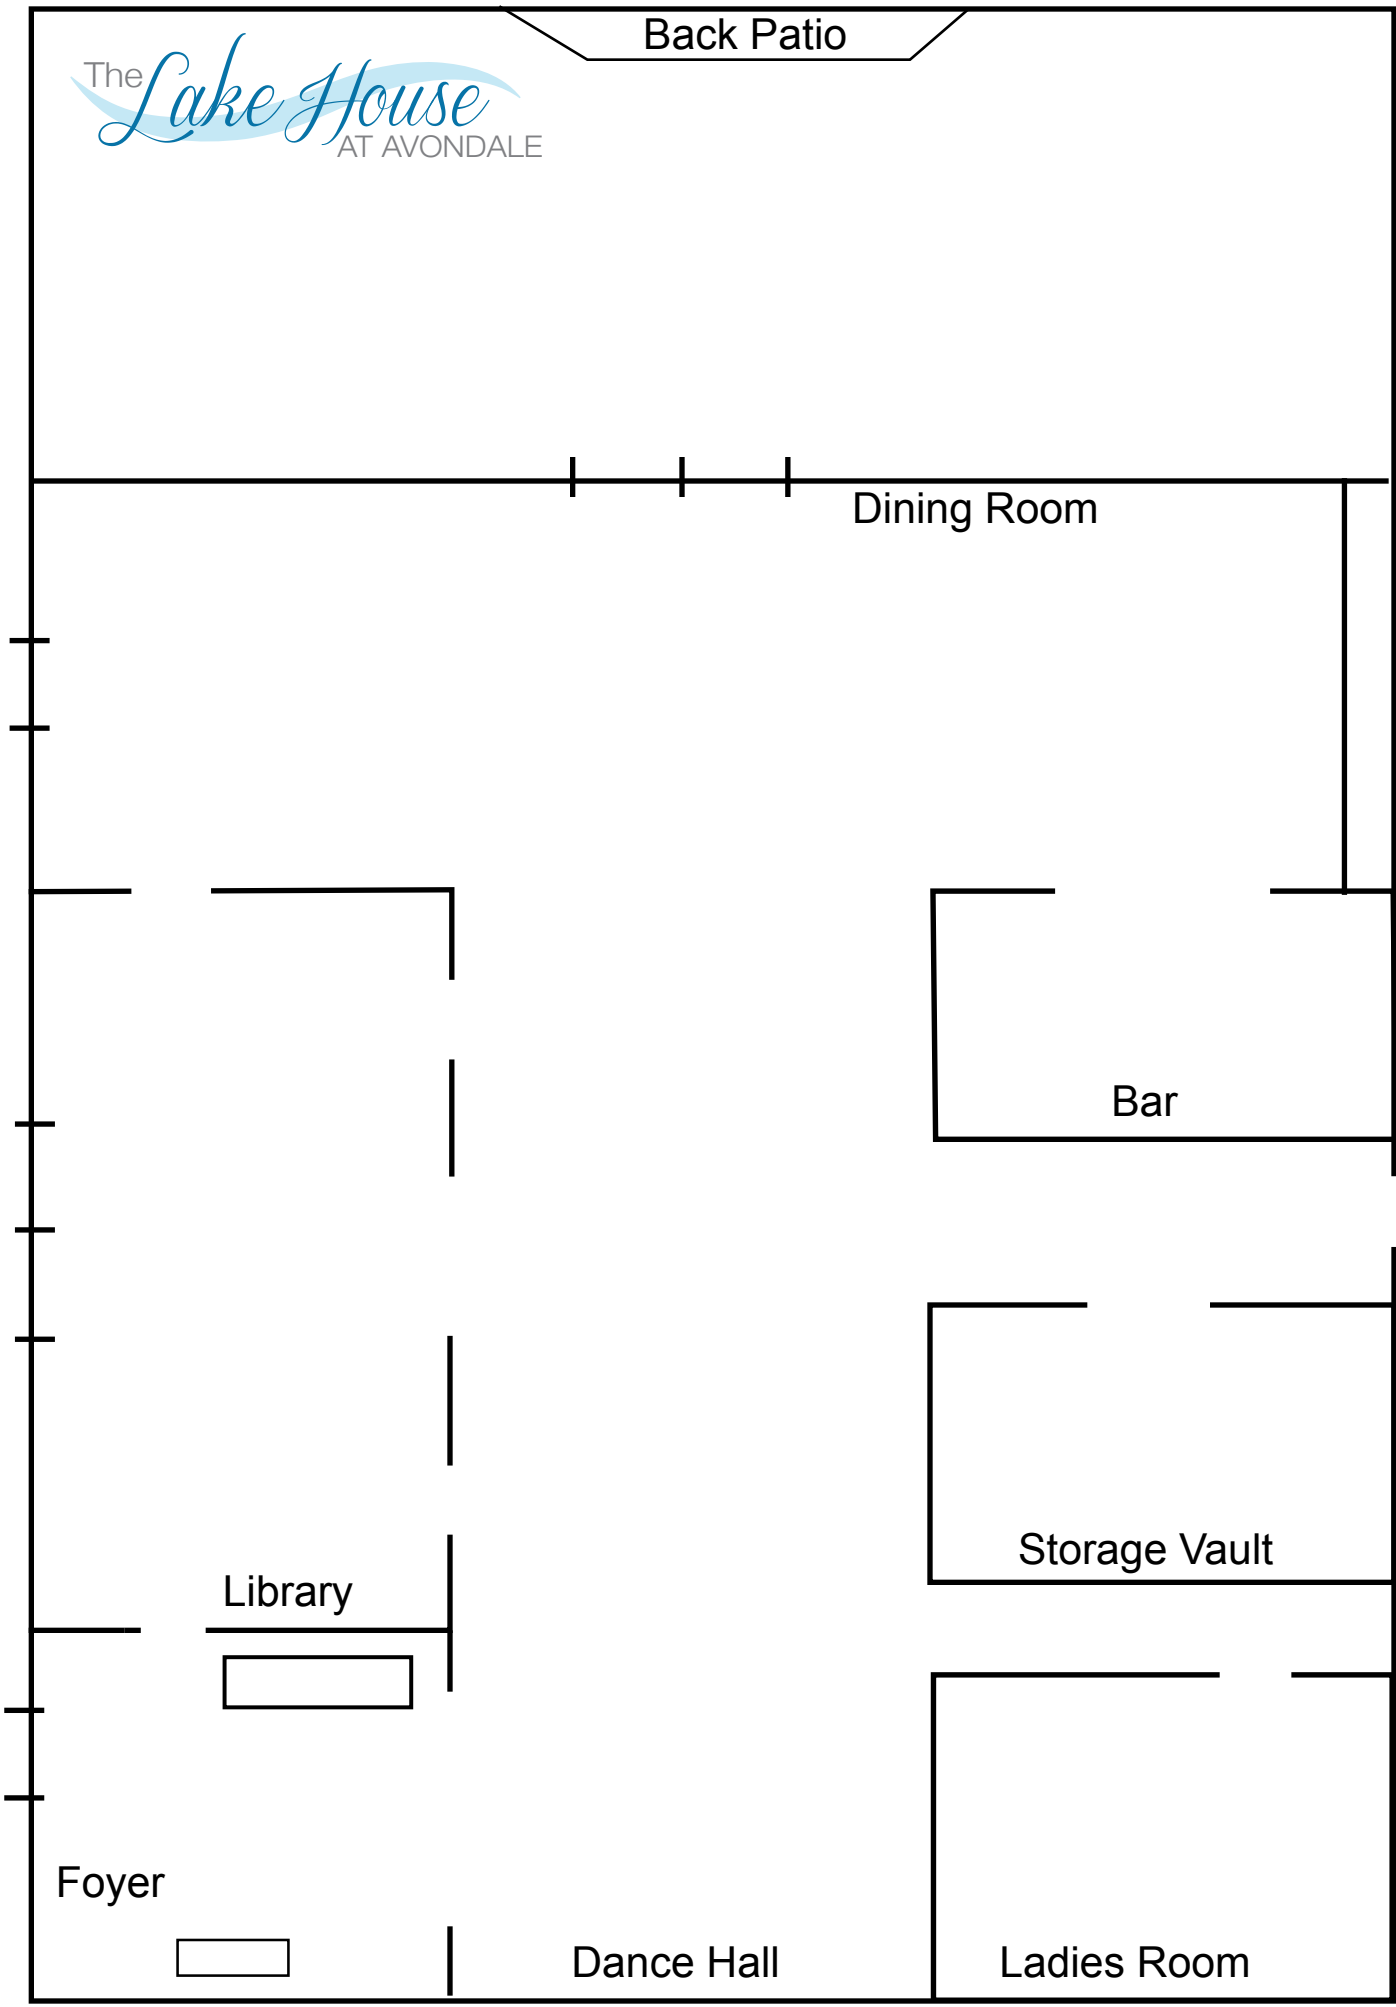 Back Patio
The Lake House
AT AVONDALE
Dining Room
Bar
Storage Vault
Library
Foyer
Dance Hall
Ladies Room